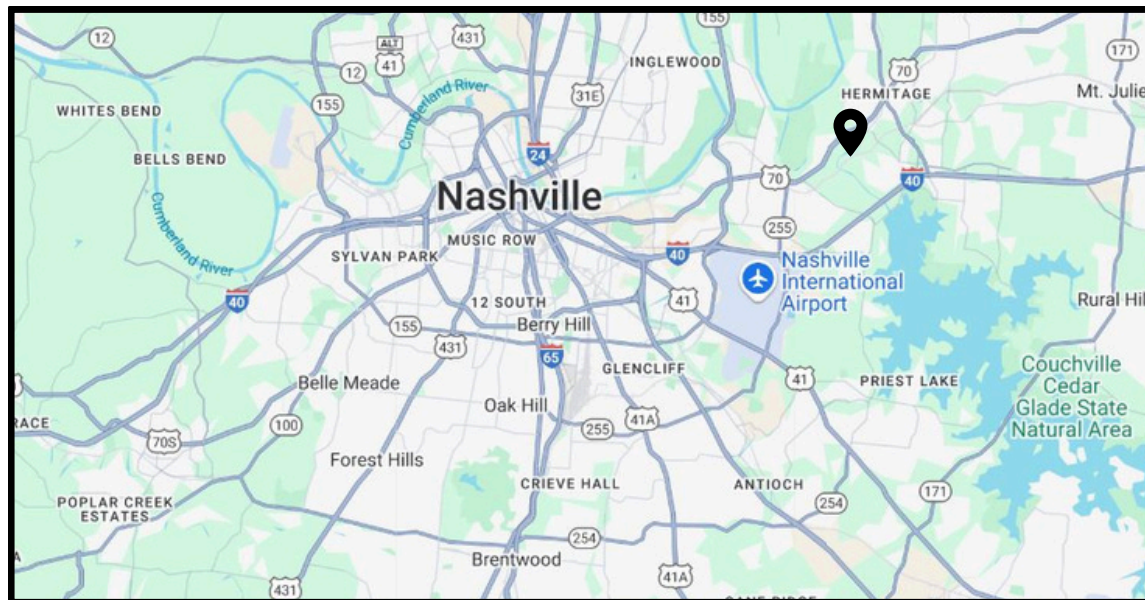 155
12
431
ALT
41
171
INGLEWOOD
70
12
HERMITAGE
Mt. Julie
155
31E
Cumberland River
WHITES BEND
24
BELLS BEND
70
40
Nashville
Cumberland River
255
MUSIC ROW
40
SYLVAN PARK
Nashville
International
Airport
40
41
12 SOUTH
Rural Hil
155
Berry Hill
431
65
GLENCLIFF
Couchville
Cedar
Glade State
Natural Area
Belle Meade
41
PRIEST LAKE
Oak Hill
RACE
100
41A
70S
255
Forest Hills
CRIEVE HALL
ANTIOCH
171
POPLAR CREEK
ESTATES
254
254
Brentwood
41A
431
CANE RIDGE
A